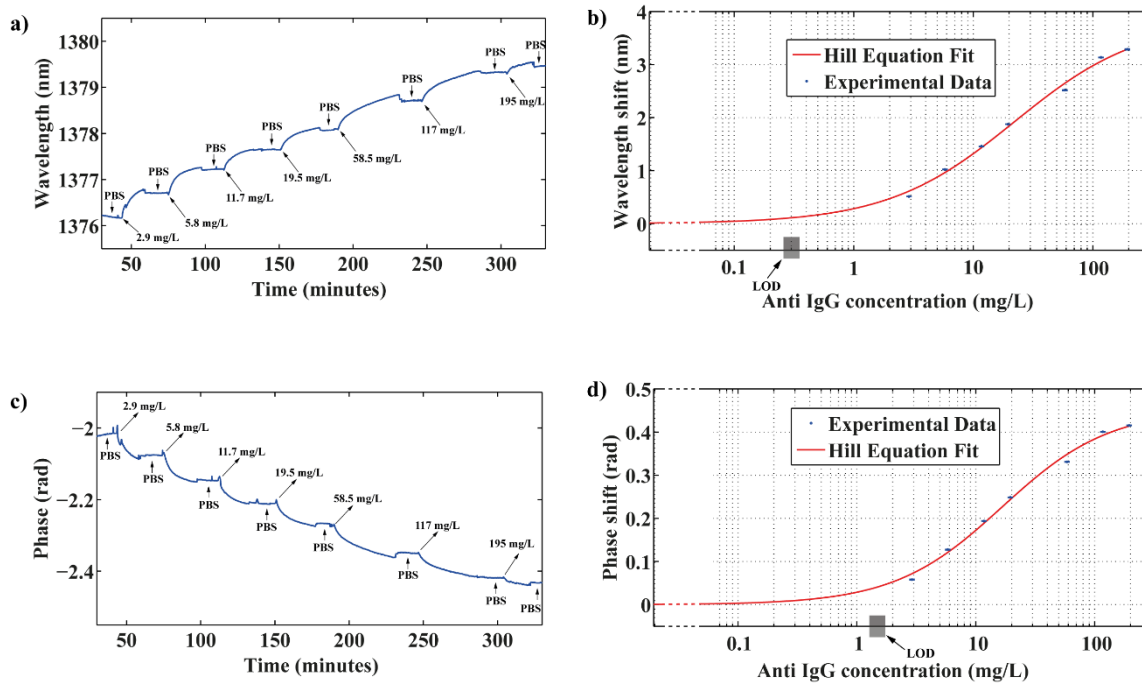 a)
Wavelength (nm)
1380
1379
1378
1377
1376
PBS
PBS
PBS
PBS
PBS
PBS
PBS
PBS
2.9 mg/L
5.8 mg/L
11.7 mg/L
19.5 mg/L
58.5 mg/L
117 mg/L
195 mg/L
50 100 150 200 250 300
Time (minutes)
b)
Wavelength shift (nm)
4
3
2
1
0
Hill Equation Fit
Experimental Data
0.1 1 10 100
LOD
Anti IgG concentration (mg/L)
c)
Phase (rad)
−2
−2.2
−2.4
2.9 mg/L
5.8 mg/L
11.7 mg/L
19.5 mg/L
58.5 mg/L
117 mg/L
195 mg/L
PBS
PBS
PBS
PBS
PBS
PBS
PBS
PBS
50 100 150 200 250 300
Time (minutes)
d)
Phase shift (rad)
0.5
0.4
0.3
0.2
0.1
0
Experimental Data
Hill Equation Fit
0.1 1 10 100
LOD
Anti IgG concentration (mg/L)